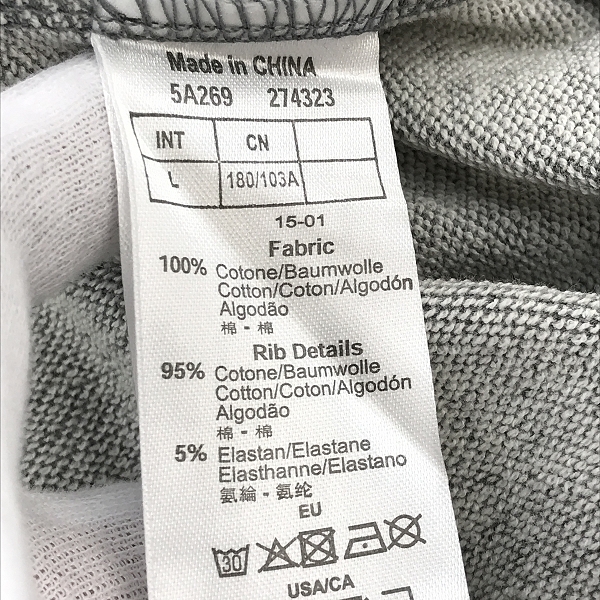 Made in CHINA
5A269 274323
INT CN
L 180/103A
15-01
Fabric
100% Cotone/Baumwolle
Cotton/Coton/Algodón
Algodão
棉 - 棉
Rib Details
95% Cotone/Baumwolle
Cotton/Coton/Algodón
Algodão
棉 - 棉
5% Elastan/Elastane
Elasthanne/Elastano
氨綸 - 氨纶
EU
30
USA/CA